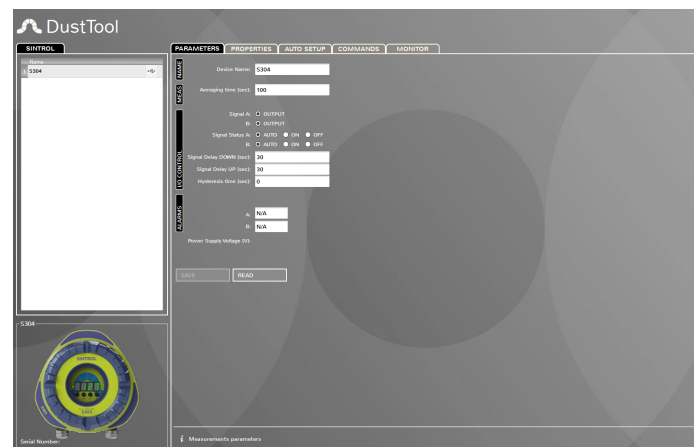 DustTool
SINTROL
PARAMETERS PROPERTIES AUTO SETUP COMMANDS MONITOR
Name
S304
NAME
Device Name: S304
MEAS
Averaging time (sec): 100
I/O CONTROL
Signal A: OUTPUT
B: OUTPUT
Signal Status A: AUTO ON OFF
B: AUTO ON OFF
Signal Delay DOWN (sec): 30
Signal Delay UP (sec): 30
Hysteresis time (sec): 0
ALARMS
A: N/A
B: N/A
Power Supply Voltage (V):
SAVE READ
S304
SINTROL
Serial Number:
i Measurements parameters